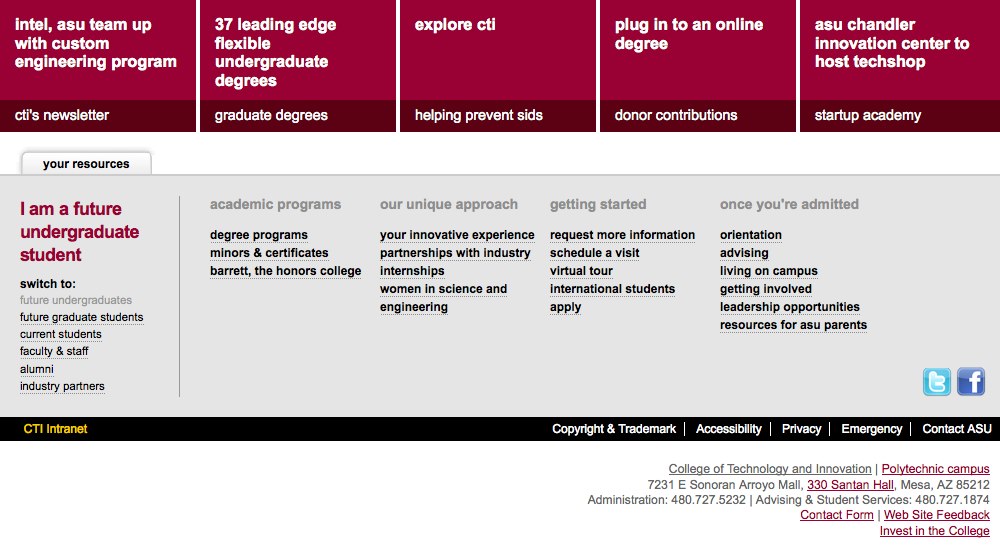 intel, asu team up
with custom
engineering program
37 leading edge
flexible
undergraduate
degrees
explore cti
plug in to an online
degree
asu chandler
innovation center to
host techshop
cti's newsletter
graduate degrees
helping prevent sids
donor contributions
startup academy
your resources
I am a future
undergraduate
student
switch to:
future undergraduates
future graduate students
current students
faculty & staff
alumni
industry partners
academic programs
degree programs
minors & certificates
barrett, the honors college
our unique approach
your innovative experience
partnerships with industry
internships
women in science and
engineering
getting started
request more information
schedule a visit
virtual tour
international students
apply
once you're admitted
orientation
advising
living on campus
getting involved
leadership opportunities
resources for asu parents
t f
CTI Intranet
Copyright & Trademark | Accessibility | Privacy | Emergency | Contact ASU
College of Technology and Innovation | Polytechnic campus
7231 E Sonoran Arroyo Mall, 330 Santan Hall, Mesa, AZ 85212
Administration: 480.727.5232 | Advising & Student Services: 480.727.1874
Contact Form | Web Site Feedback
Invest in the College